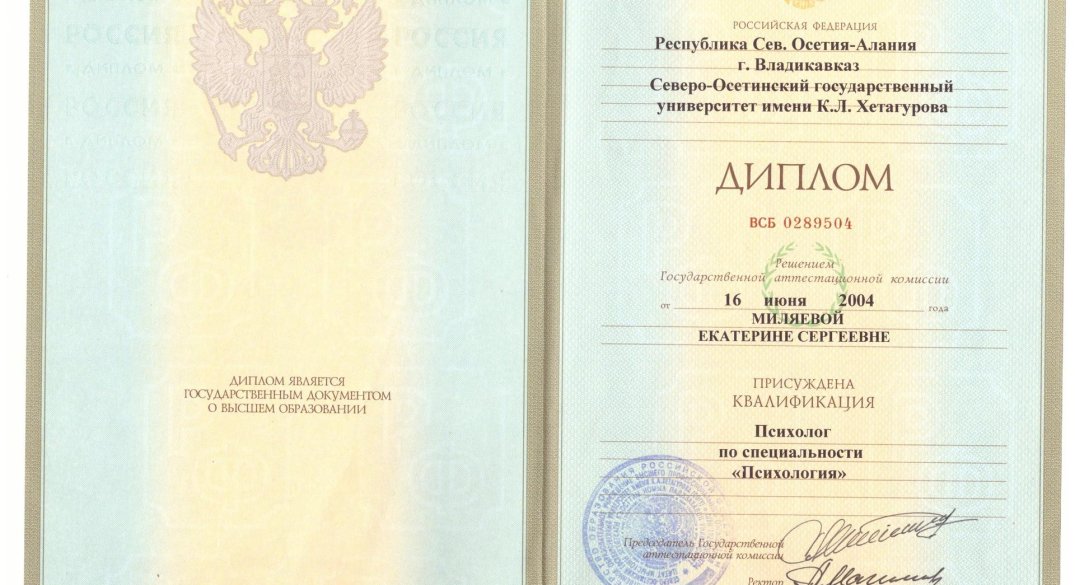 РОССИЯ
РОССИЯ
РОССИЯ
РОССИЯ
ДИПЛОМ ЯВЛЯЕТСЯ
ГОСУДАРСТВЕННЫМ ДОКУМЕНТОМ
О ВЫСШЕМ ОБРАЗОВАНИИ
РОССИЙСКАЯ ФЕДЕРАЦИЯ
Республика Сев. Осетия-Алания
г. Владикавказ
Северо-Осетинский государственный
университет имени К.Л. Хетагурова
ДИПЛОМ
ВСБ 0289504
Решением
Государственной аттестационной комиссии
от 16 июня 2004 года
МИЛЯЕВОЙ
ЕКАТЕРИНЕ СЕРГЕЕВНЕ
ПРИСУЖДЕНА
КВАЛИФИКАЦИЯ
Психолог
по специальности
«Психология»
Председатель Государственной
аттестационной комиссии
Ректор